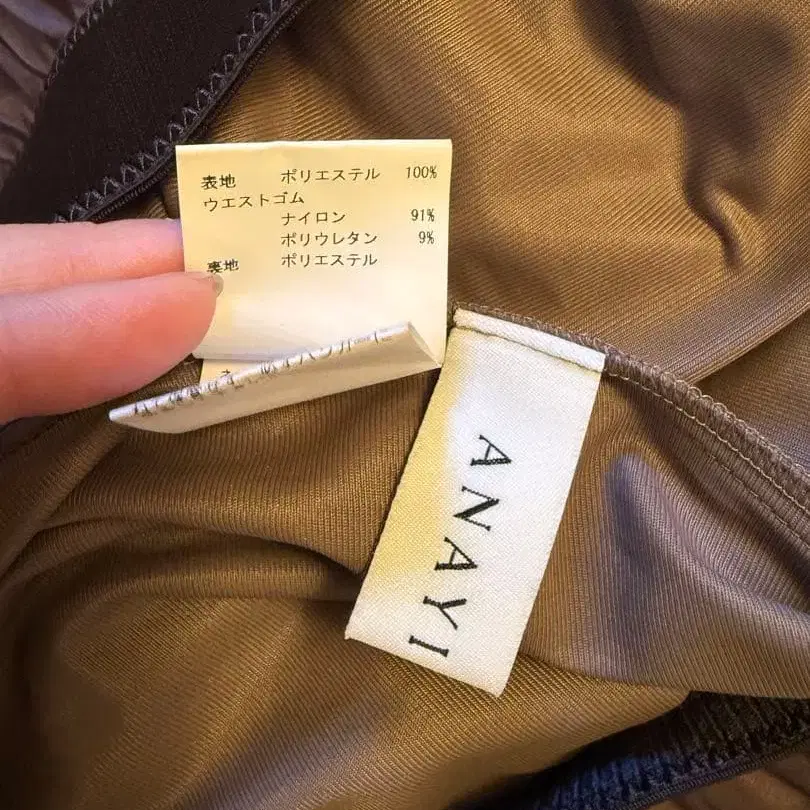 表地 ポリエステル 100%
ウエストゴム
ナイロン 91%
ポリウレタン 9%
裏地 ポリエステル
ANAYI